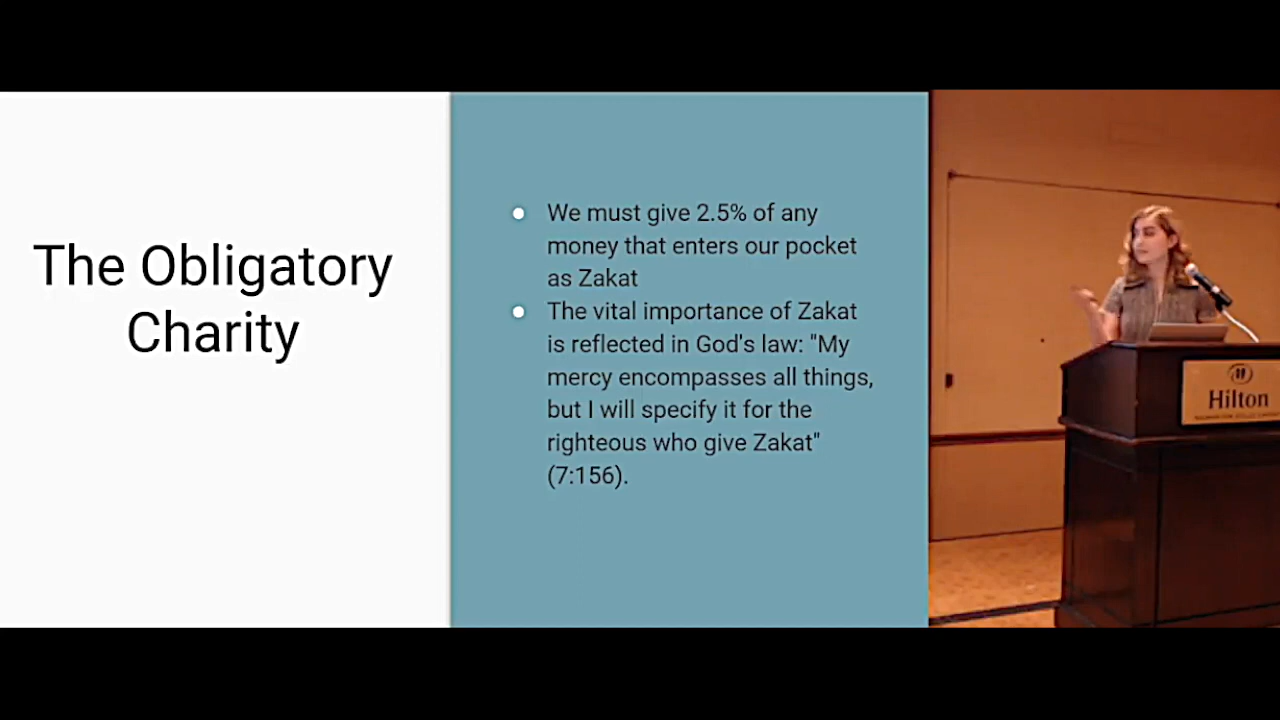 The Obligatory
Charity
We must give 2.5% of any
money that enters our pocket
as Zakat
The vital importance of Zakat
is reflected in God's law: "My
mercy encompasses all things,
but I will specify it for the
righteous who give Zakat"
(7:156).
Hilton